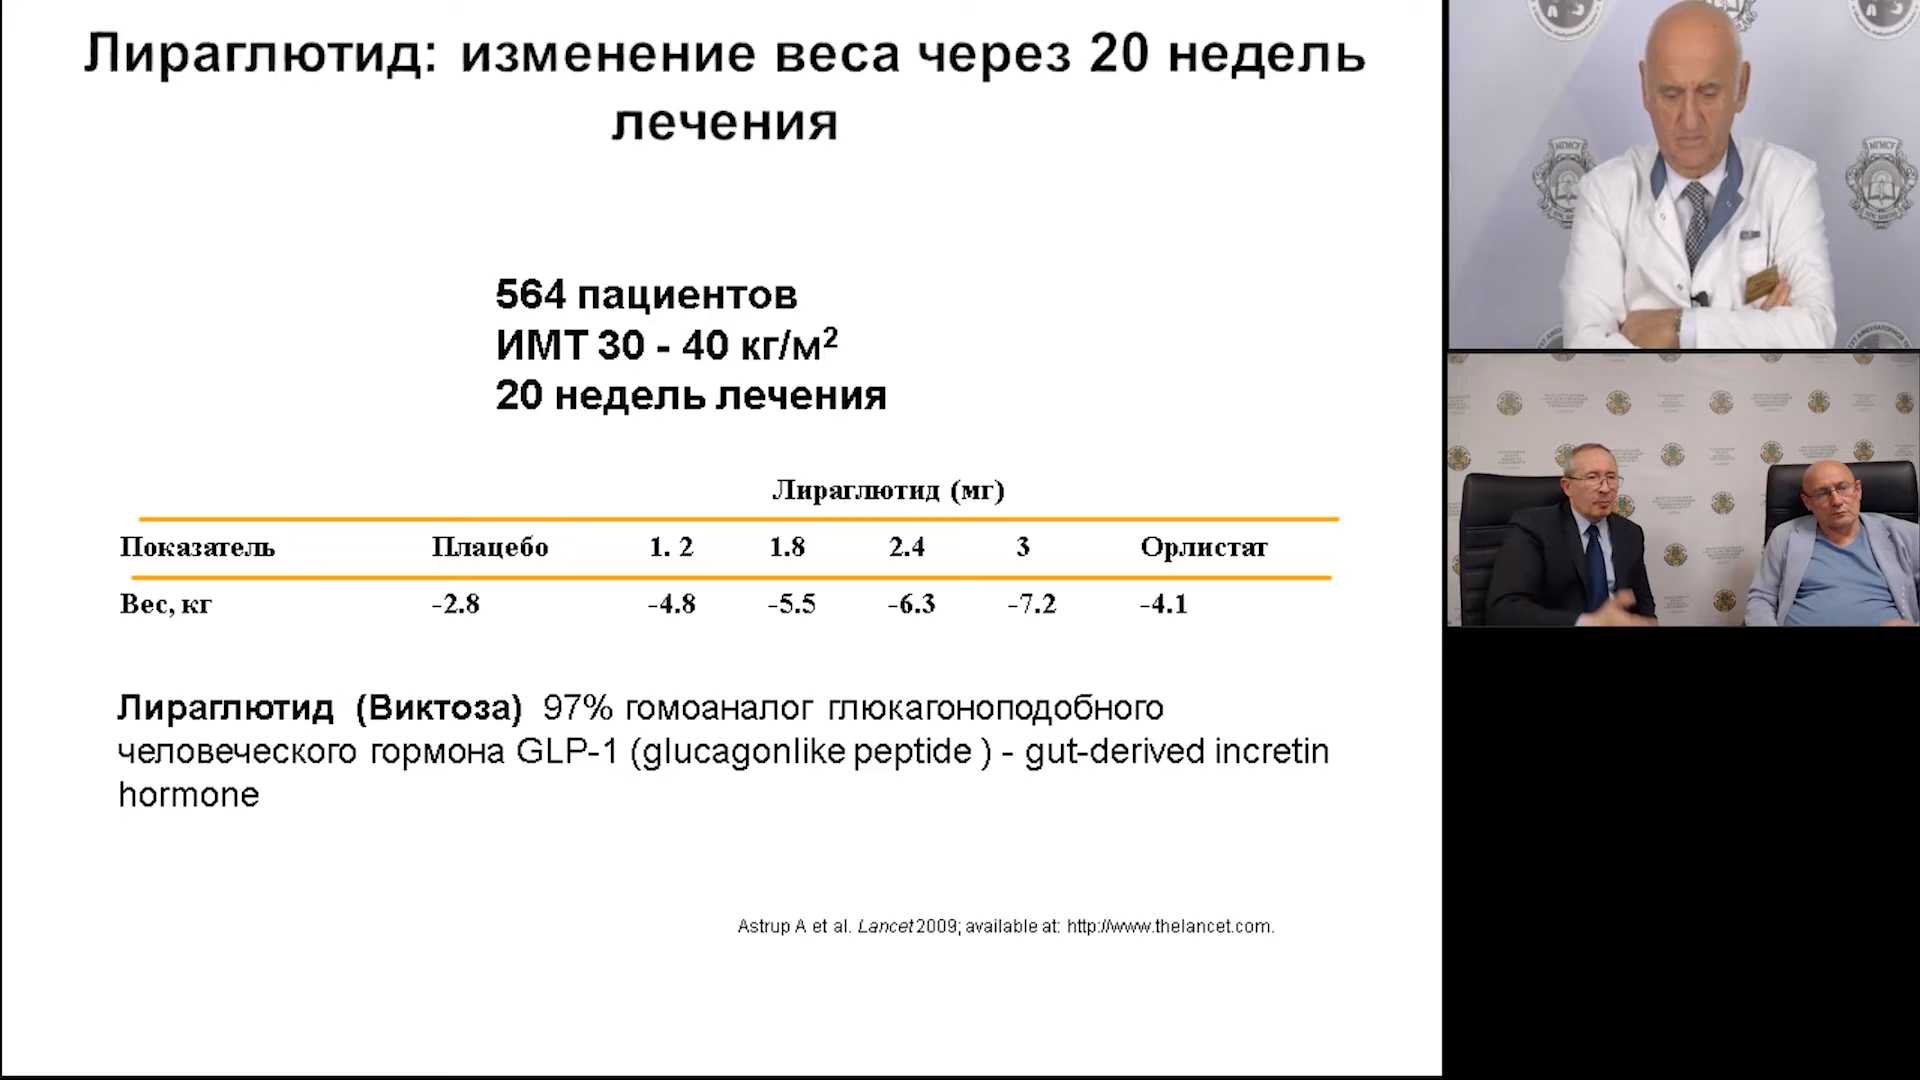 Лираглютид: изменение веса через 20 недель
лечения
564 пациентов
ИМТ 30 - 40 кг/м²
20 недель лечения
Лираглютид (мг)
Показатель Плацебо 1. 2 1.8 2.4 3 Орлистат
Вес, кг -2.8 -4.8 -5.5 -6.3 -7.2 -4.1
Лираглютид (Виктоза) 97% гомоаналог глюкагоноподобного
человеческого гормона GLP-1 (glucagonlike peptide ) - gut-derived incretin
hormone
Astrup A et al. Lancet 2009; available at: http://www.thelancet.com.
МГМСУ
МГМСУ